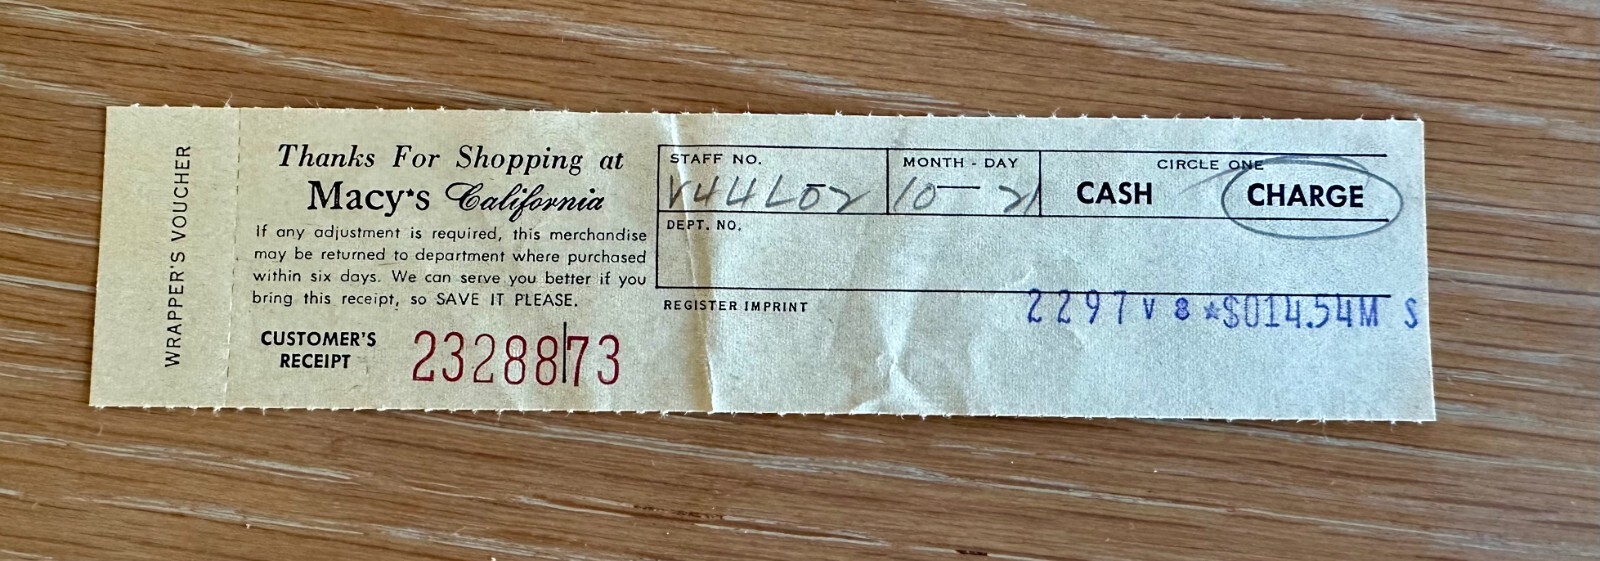 WRAPPER'S VOUCHER
Thanks For Shopping at
Macy's California
If any adjustment is required, this merchandise
may be returned to department where purchased
within six days. We can serve you better if you
bring this receipt, so SAVE IT PLEASE.
CUSTOMER'S
RECEIPT
2328873
STAFF NO.
V44L02
MONTH - DAY
10 — 21
CIRCLE ONE
CASH CHARGE
DEPT. NO.
REGISTER IMPRINT
2297 V 8 *$014.54M S